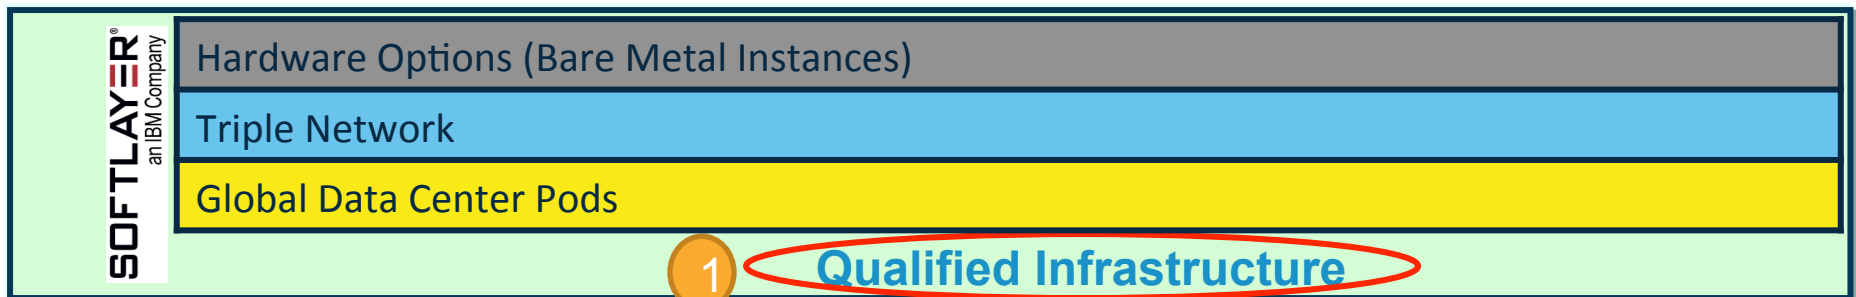 SOFTLAYER®
an IBM Company
Hardware Options (Bare Metal Instances)
Triple Network
Global Data Center Pods
1
Qualified Infrastructure